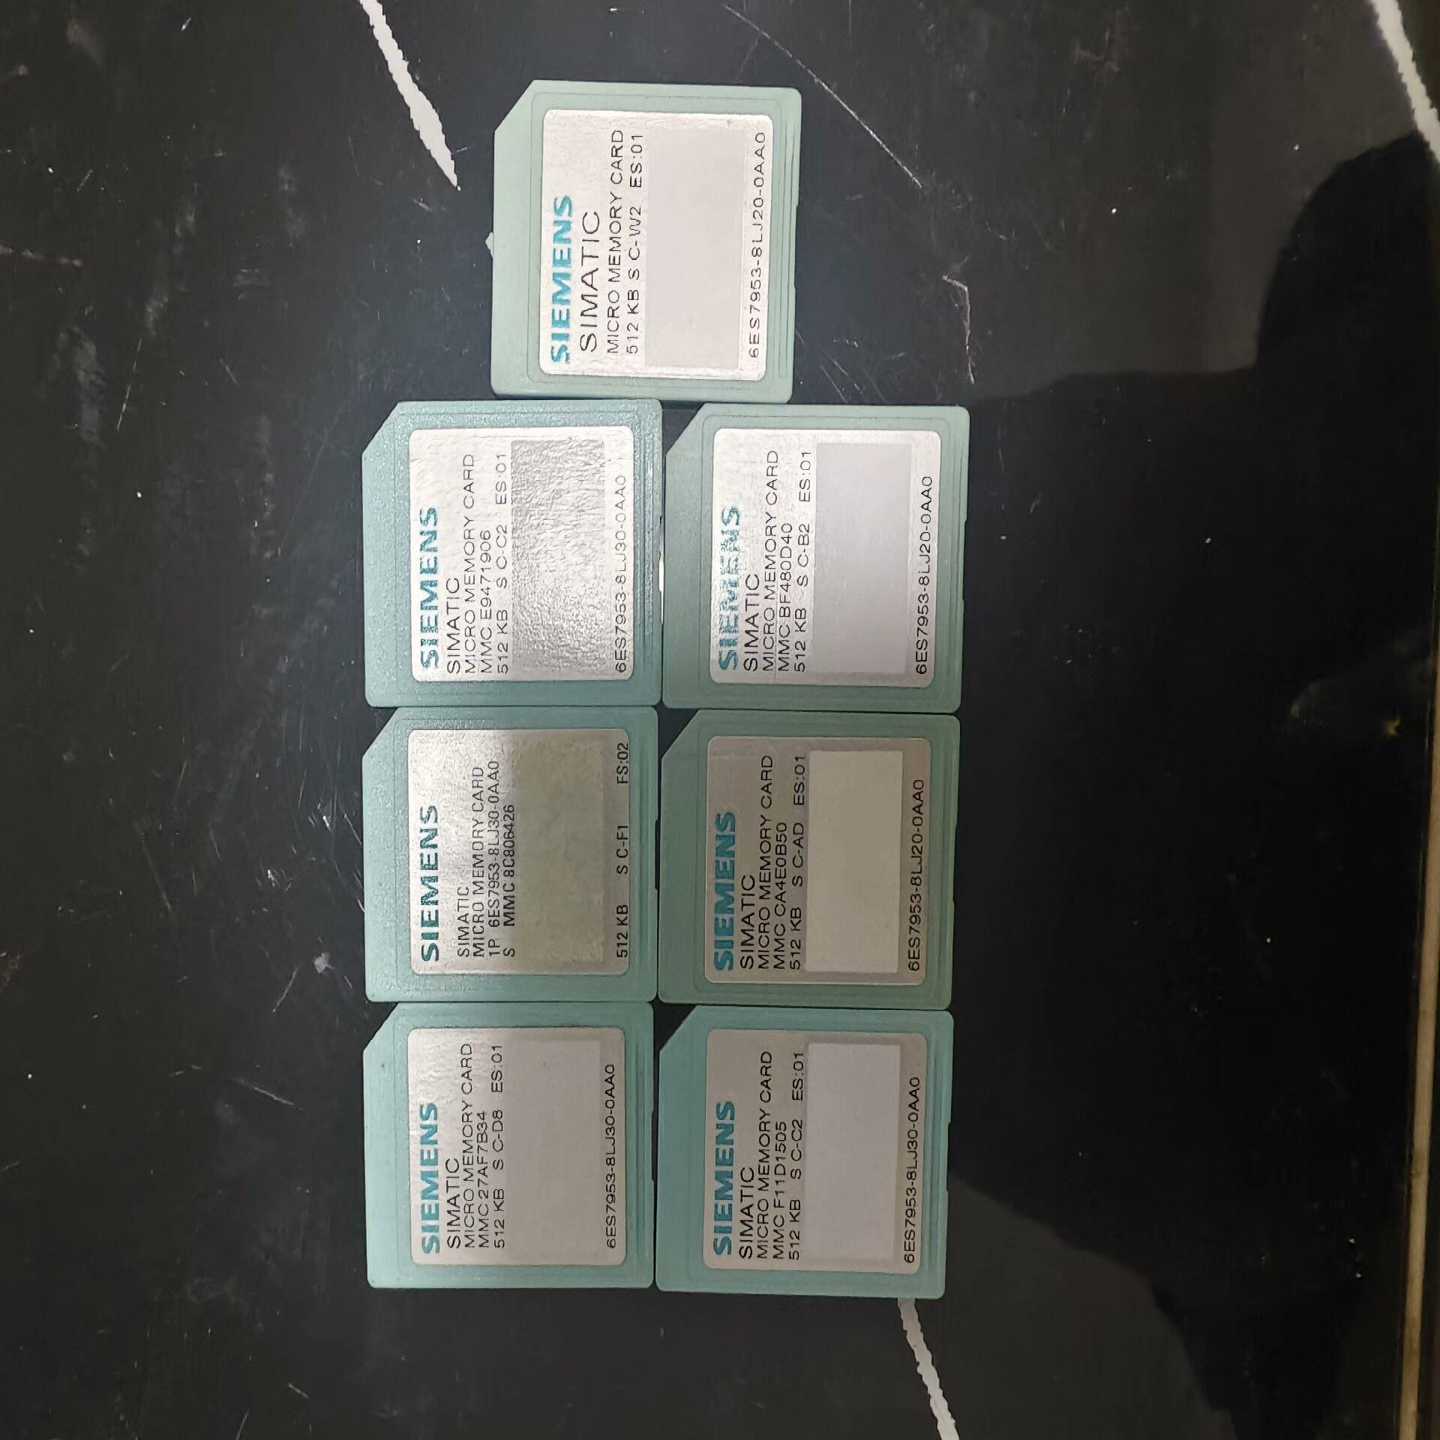 SIEMENS
SIMATIC
MICRO MEMORY CARD
512 KB S C-W2 ES:01
6ES7953-8LJ20-0AA0
SIEMENS
SIMATIC
MICRO MEMORY CARD
MMC E9471906
512 KB S C-C2 ES:01
6ES7953-8LJ30-0AA0
SIEMENS
SIMATIC
MICRO MEMORY CARD
MMC BF480D40
512 KB S C-B2 ES:01
6ES7953-8LJ20-0AA0
SIEMENS
SIMATIC
MICRO MEMORY CARD
1P 6ES7953-8LJ30-0AA0
S MMC 8C806426
512 KB S C-F1 FS:02
SIEMENS
SIMATIC
MICRO MEMORY CARD
MMC CA4E0B50
512 KB S C-AD ES:01
6ES7953-8LJ20-0AA0
SIEMENS
SIMATIC
MICRO MEMORY CARD
MMC 27AF7B34
512 KB S C-D8 ES:01
6ES7953-8LJ30-0AA0
SIEMENS
SIMATIC
MICRO MEMORY CARD
MMC F11D1505
512 KB S C-C2 ES:01
6ES7953-8LJ30-0AA0